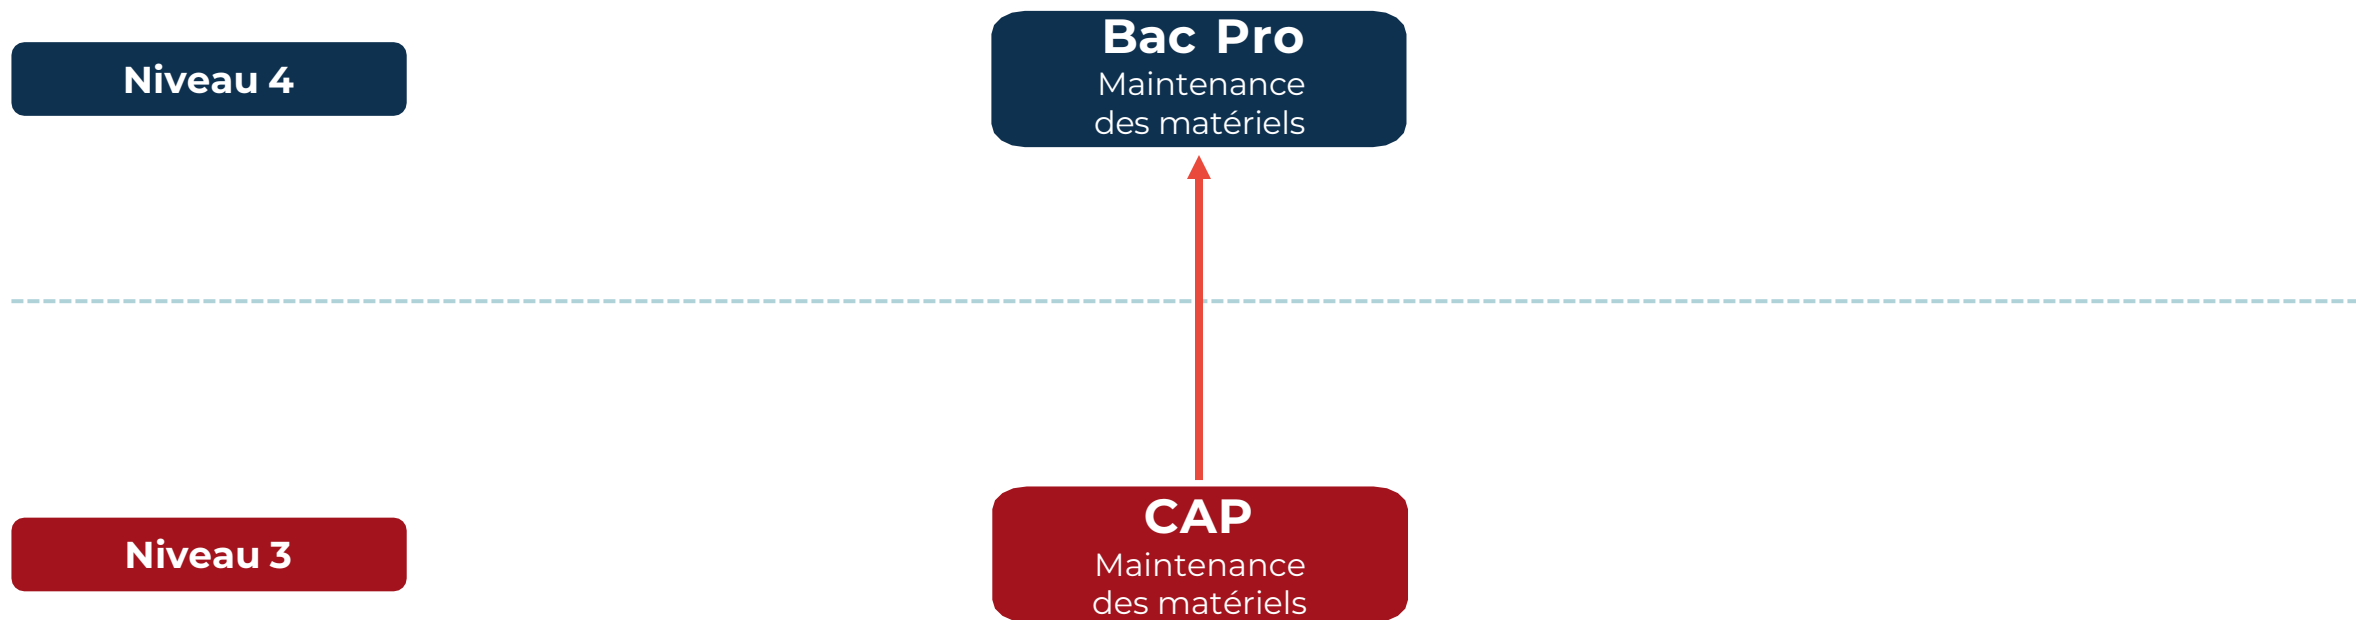 Niveau 4
Bac Pro
Maintenance
des matériels
Niveau 3
CAP
Maintenance
des matériels